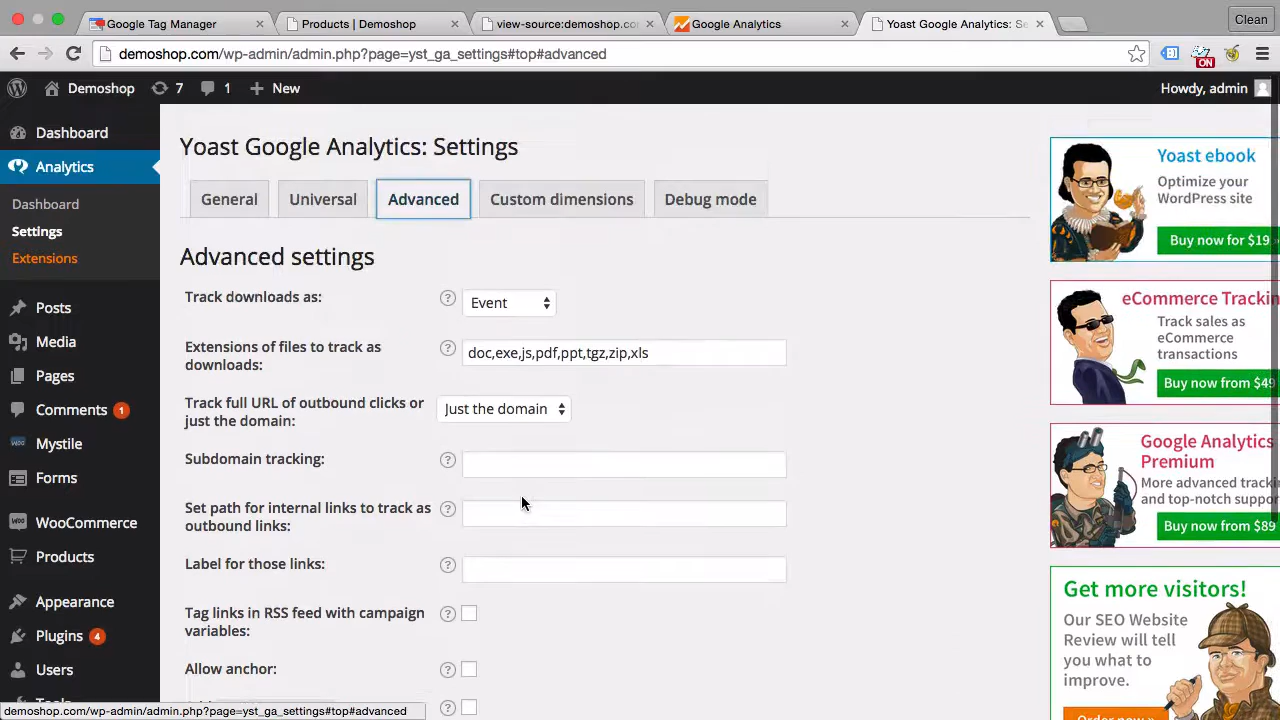 Google Tag Manager
Products | Demoshop
view-source:demoshop.co
Google Analytics
Yoast Google Analytics: Se
Clean
demoshop.com/wp-admin/admin.php?page=yst_ga_settings#top#advanced
ON
Demoshop
7
1
+ New
Howdy, admin
Dashboard
Analytics
Dashboard
Settings
Extensions
Posts
Media
Pages
Comments 1
Mystile
Forms
WooCommerce
Products
Appearance
Plugins 4
Users
Tools
Yoast Google Analytics: Settings
General
Universal
Advanced
Custom dimensions
Debug mode
Advanced settings
Track downloads as:
? Event
Extensions of files to track as
downloads:
? doc,exe,js,pdf,ppt,tgz,zip,xls
Track full URL of outbound clicks or
just the domain:
Just the domain
Subdomain tracking:
?
Set path for internal links to track as
outbound links:
?
Label for those links:
?
Tag links in RSS feed with campaign
variables:
?
Allow anchor:
?
?
Yoast ebook
Optimize your
WordPress site
Buy now for $19 »
eCommerce Trackin
Track sales as
eCommerce
transactions
Buy now from $49
Google Analytics
Premium
More advanced tracki
and top-notch suppor
Buy now from $89
Get more visitors!
Our SEO Website
Review will tell
you what to
improve.
Order now »
demoshop.com/wp-admin/admin.php?page=yst_ga_settings#top#advanced